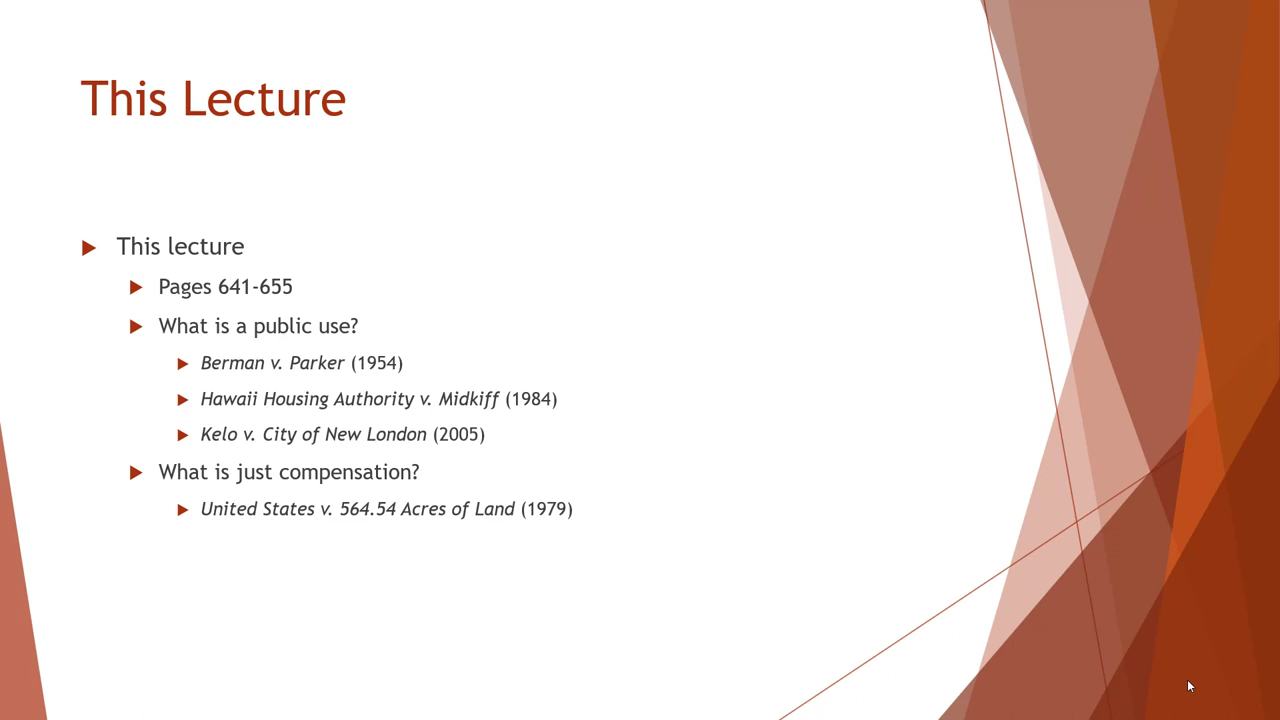 This Lecture
This lecture
Pages 641-655
What is a public use?
Berman v. Parker (1954)
Hawaii Housing Authority v. Midkiff (1984)
Kelo v. City of New London (2005)
What is just compensation?
United States v. 564.54 Acres of Land (1979)